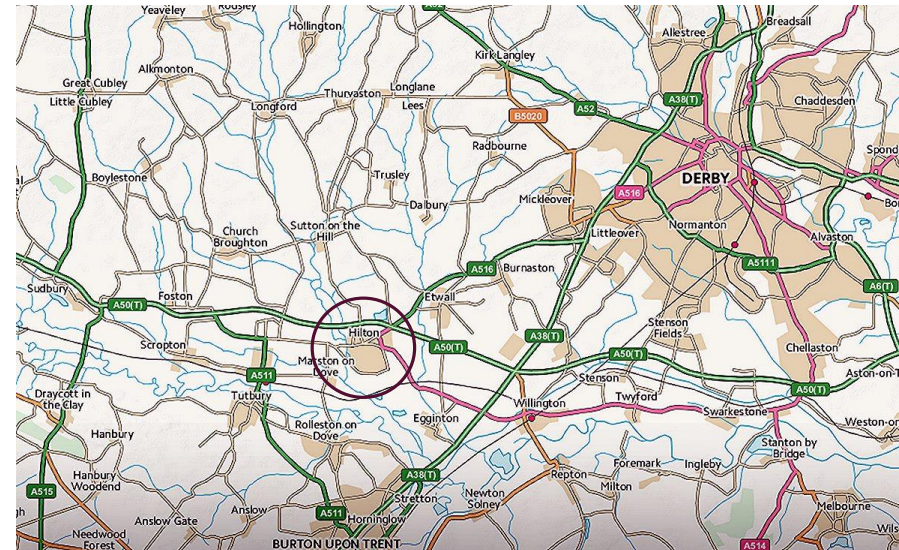 Yeaveley
Rodsley
Hollington
Kirk Langley
Allestree
Breadsall
Alkmonton
Great Cubley
Little Cubley
Longford
Thurvaston
Longlane
Lees
A52
A38(T)
Chaddesden
B5020
Radbourne
Spond
Boylestone
Trusley
DERBY
A516
Mickleover
Dalbury
Normanton
Sutton on the
Hill
Church
Broughton
Littleover
Alvaston
A5111
A516
Burnaston
Sudbury
Foston
A50(T)
Etwall
A6(T)
Hilton
Stenson
Fields
A38(T)
Scropton
Marston on
Dove
A50(T)
A50(T)
Chellaston
A511
Tutbury
Stenson
A50(T)
Aston-on-T
Draycott in
the Clay
Willington
Twyford
Swarkestone
Rolleston on
Dove
Egginton
Weston-o
Hanbury
Stanton by
Bridge
Hanbury
Woodend
A38(T)
Repton
Foremark
Ingleby
Milton
A515
Stretton
Newton
Solney
Melbourne
Anslow Gate
Anslow
A511
Horninglow
Needwood
Forest
BURTON UPON TRENT
A514
Wils